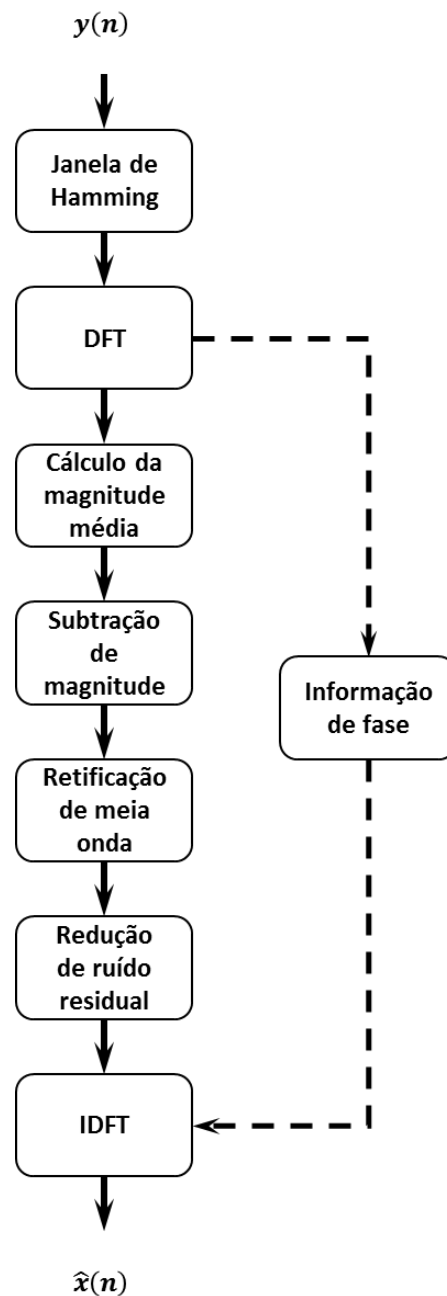 y(n)
Janela de
Hamming
DFT
Cálculo da
magnitude
média
Subtração
de
magnitude
Informação
de fase
Retificação
de meia
onda
Redução
de ruído
residual
IDFT
x̂(n)